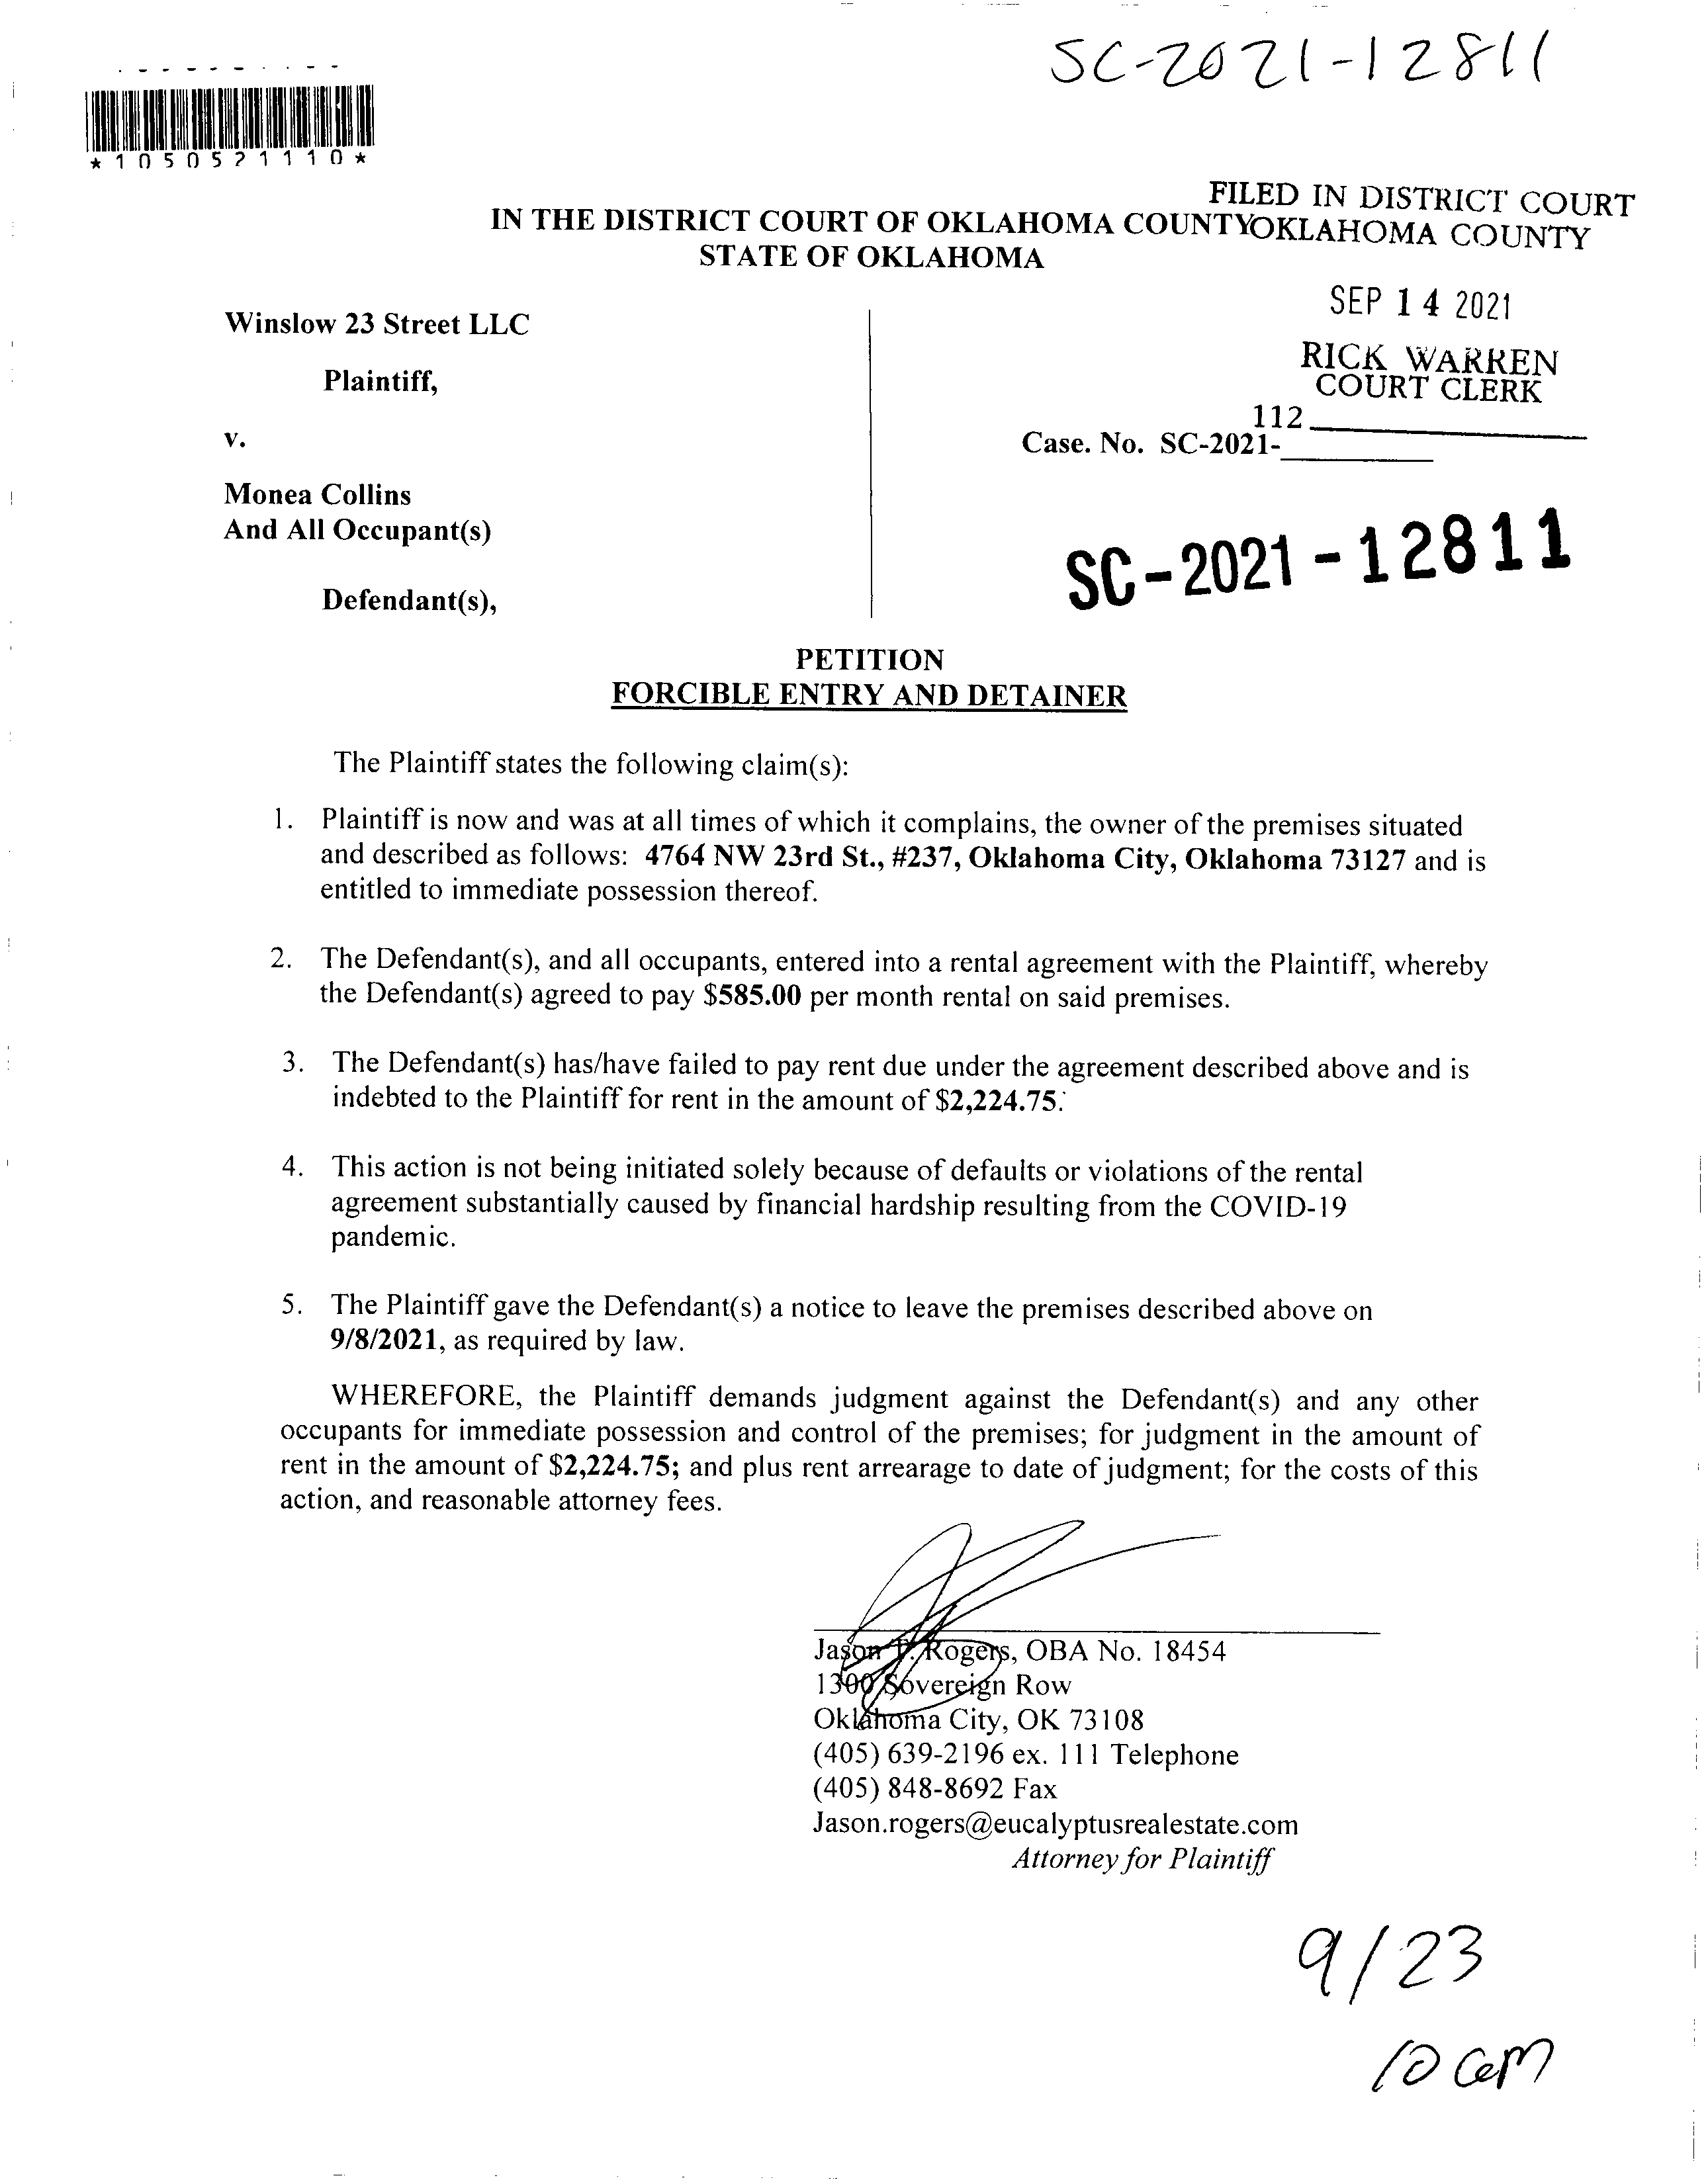 SC-2021-12811
*1050521110*
FILED IN DISTRICT COURT
OKLAHOMA COUNTY
IN THE DISTRICT COURT OF OKLAHOMA COUNTY
STATE OF OKLAHOMA
SEP 14 2021
RICK WARREN
COURT CLERK
112
Winslow 23 Street LLC
Plaintiff,
v.
Case. No. SC-2021-
Monea Collins
And All Occupant(s)
SC-2021-12811
Defendant(s),
PETITION
FORCIBLE ENTRY AND DETAINER
The Plaintiff states the following claim(s):
1. Plaintiff is now and was at all times of which it complains, the owner of the premises situated
and described as follows: 4764 NW 23rd St., #237, Oklahoma City, Oklahoma 73127 and is
entitled to immediate possession thereof.
2. The Defendant(s), and all occupants, entered into a rental agreement with the Plaintiff, whereby
the Defendant(s) agreed to pay $585.00 per month rental on said premises.
3. The Defendant(s) has/have failed to pay rent due under the agreement described above and is
indebted to the Plaintiff for rent in the amount of $2,224.75.
4. This action is not being initiated solely because of defaults or violations of the rental
agreement substantially caused by financial hardship resulting from the COVID-19
pandemic.
5. The Plaintiff gave the Defendant(s) a notice to leave the premises described above on
9/8/2021, as required by law.
WHEREFORE, the Plaintiff demands judgment against the Defendant(s) and any other
occupants for immediate possession and control of the premises; for judgment in the amount of
rent in the amount of $2,224.75; and plus rent arrearage to date of judgment; for the costs of this
action, and reasonable attorney fees.
Jason Rogers, OBA No. 18454
1300 Sovereign Row
Oklahoma City, OK 73108
(405) 639-2196 ex. 111 Telephone
(405) 848-8692 Fax
Jason.rogers@eucalyptusrealestate.com
Attorney for Plaintiff
9/23
10am